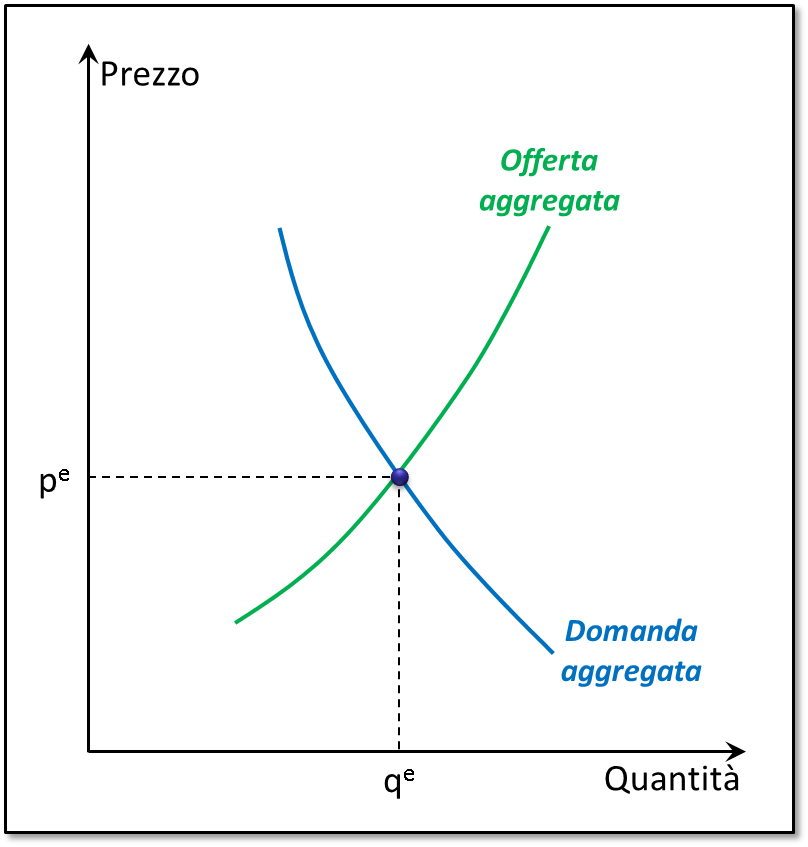 Prezzo
Offerta
aggregata
pᵉ
Domanda
aggregata
qᵉ
Quantità